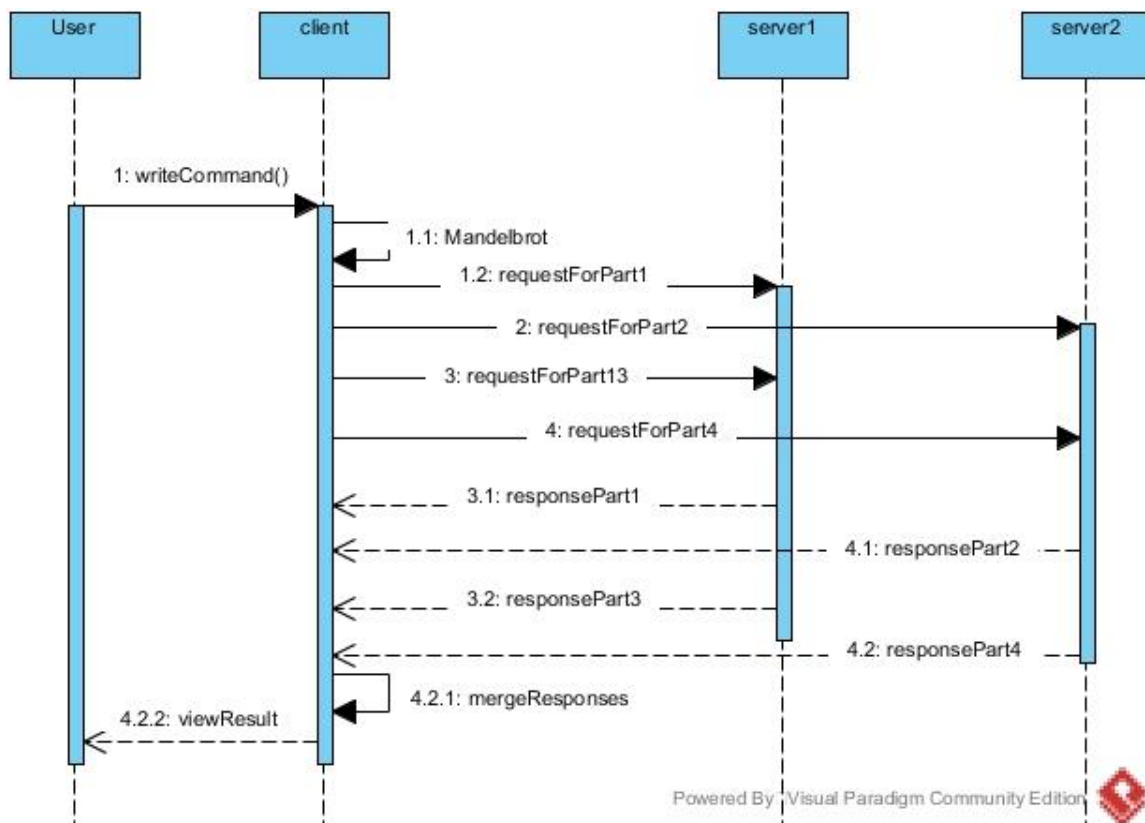 User
client
server1
server2
1: writeCommand()
1.1: Mandelbrot
1.2: requestForPart1
2: requestForPart2
3: requestForPart13
4: requestForPart4
3.1: responsePart1
4.1: responsePart2
3.2: responsePart3
4.2: responsePart4
4.2.1: mergeResponses
4.2.2: viewResult
Powered By Visual Paradigm Community Edition